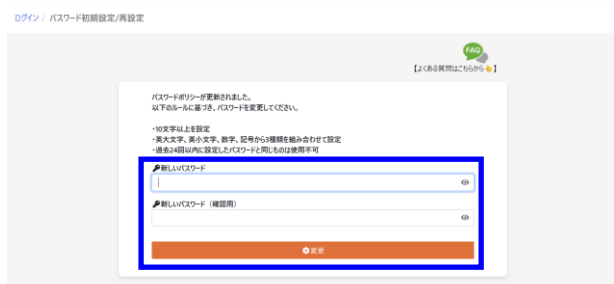 ログイン / パスワード初期設定/再設定
FAQ
【よくある質問はこちらから👆】
パスワードポリシーが更新されました。
以下のルールに基づき、パスワードを変更してください。
・10文字以上を設定
・英大文字、英小文字、数字、記号から3種類を組み合わせて設定
・過去24回以内に設定したパスワードと同じものは使用不可
新しいパスワード
新しいパスワード（確認用）
変更